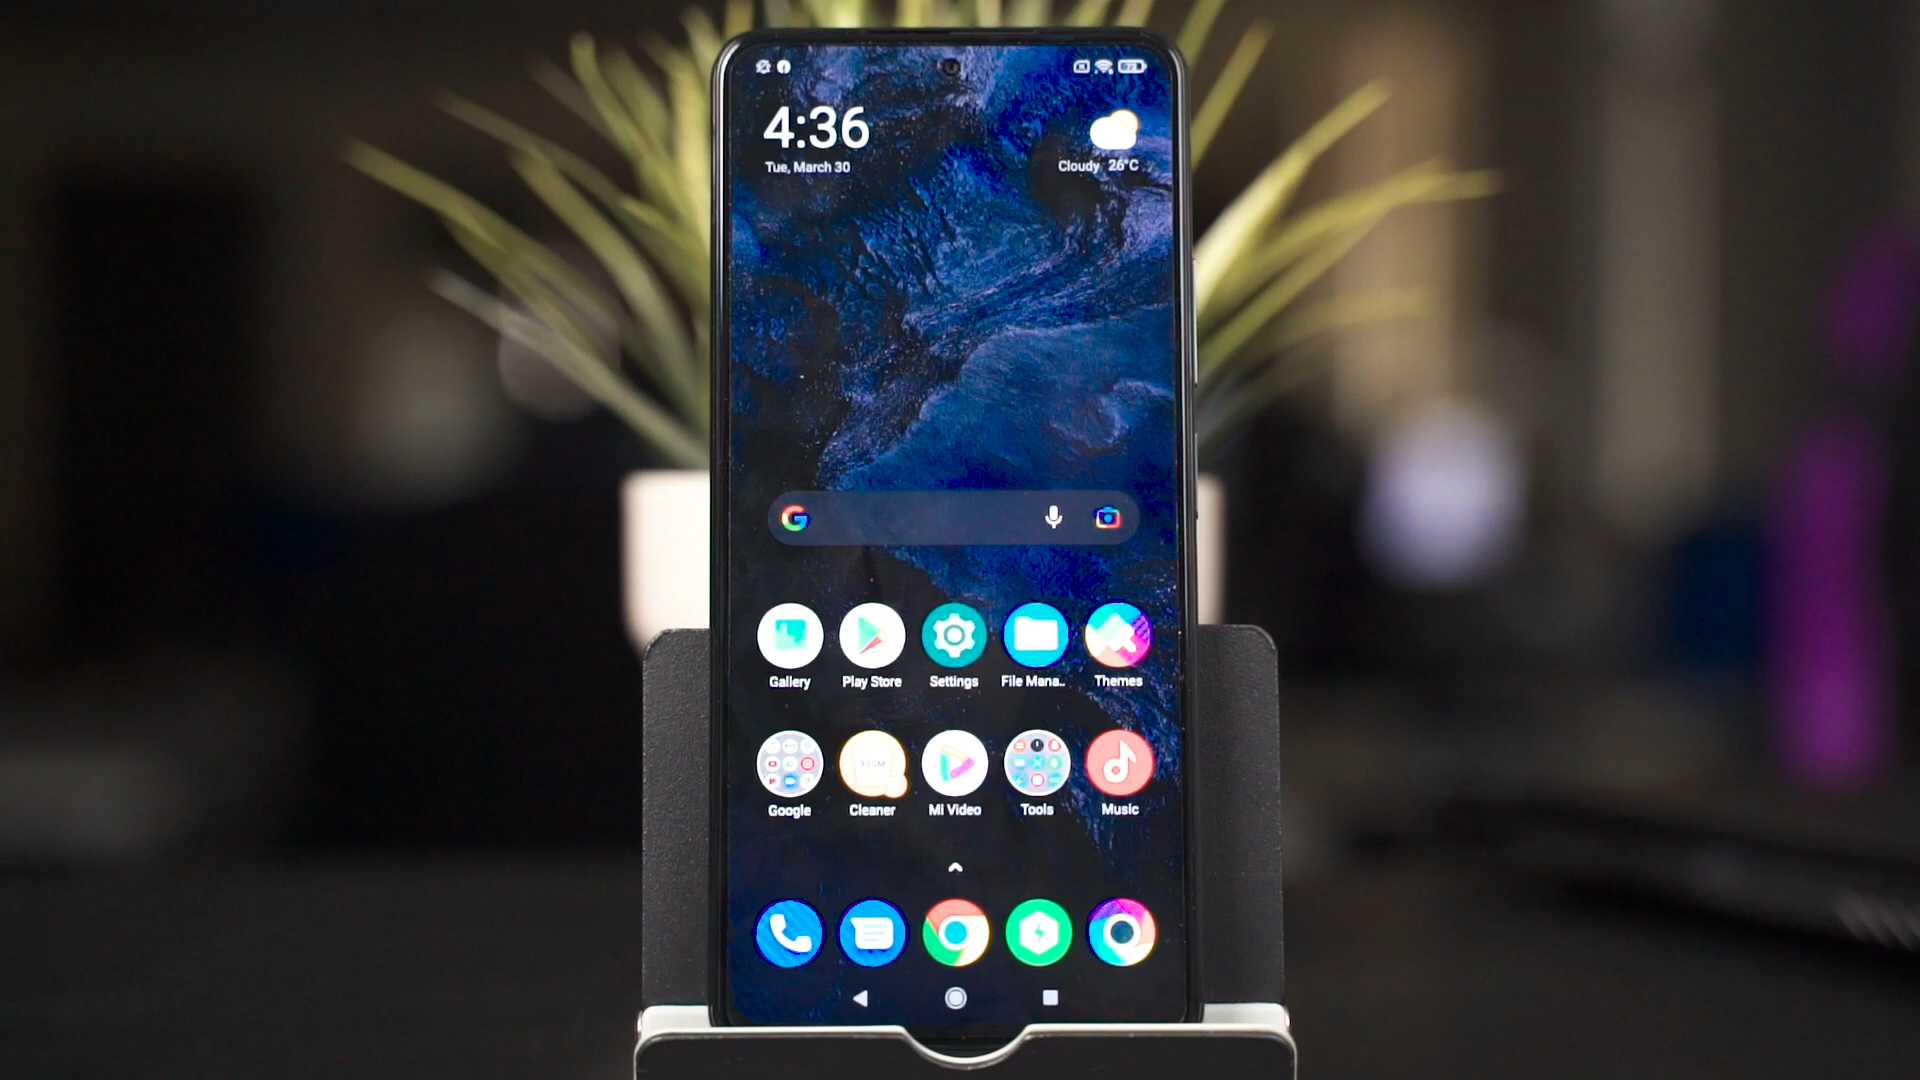 4:36
Tue, March 30
Cloudy 26°C
Gallery
Play Store
Settings
File Mana..
Themes
950M
Google
Cleaner
Mi Video
Tools
Music